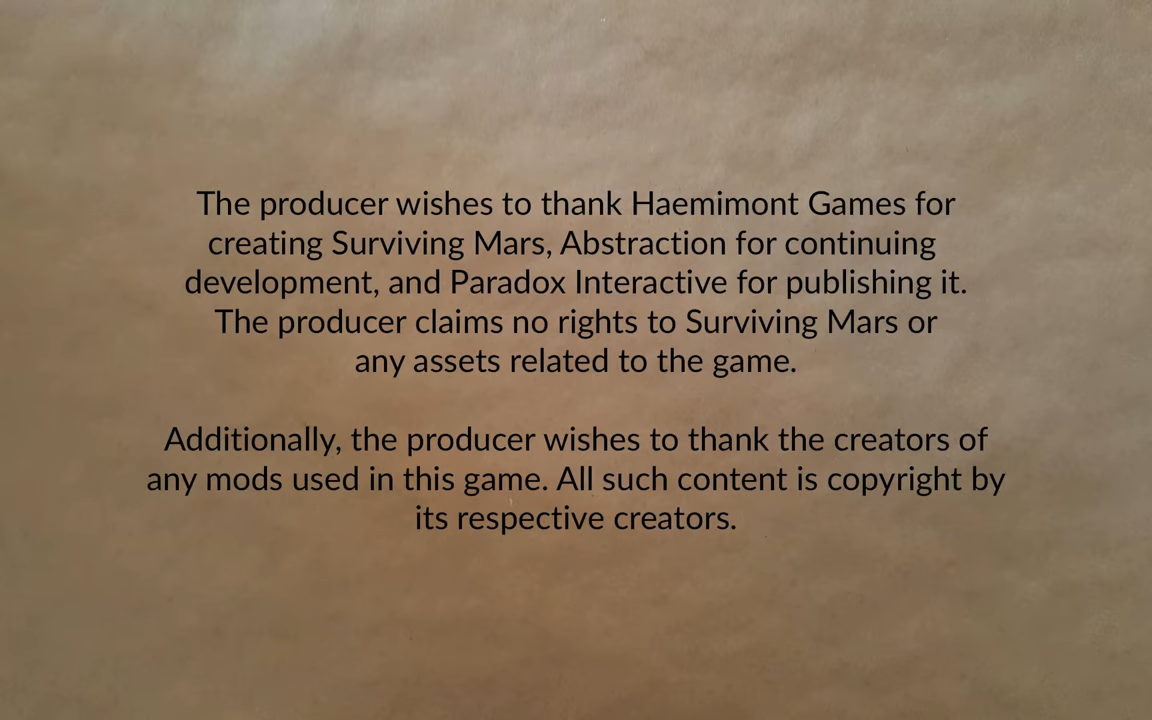 The producer wishes to thank Haemimont Games for
creating Surviving Mars, Abstraction for continuing
development, and Paradox Interactive for publishing it.
The producer claims no rights to Surviving Mars or
any assets related to the game.
Additionally, the producer wishes to thank the creators of
any mods used in this game. All such content is copyright by
its respective creators.